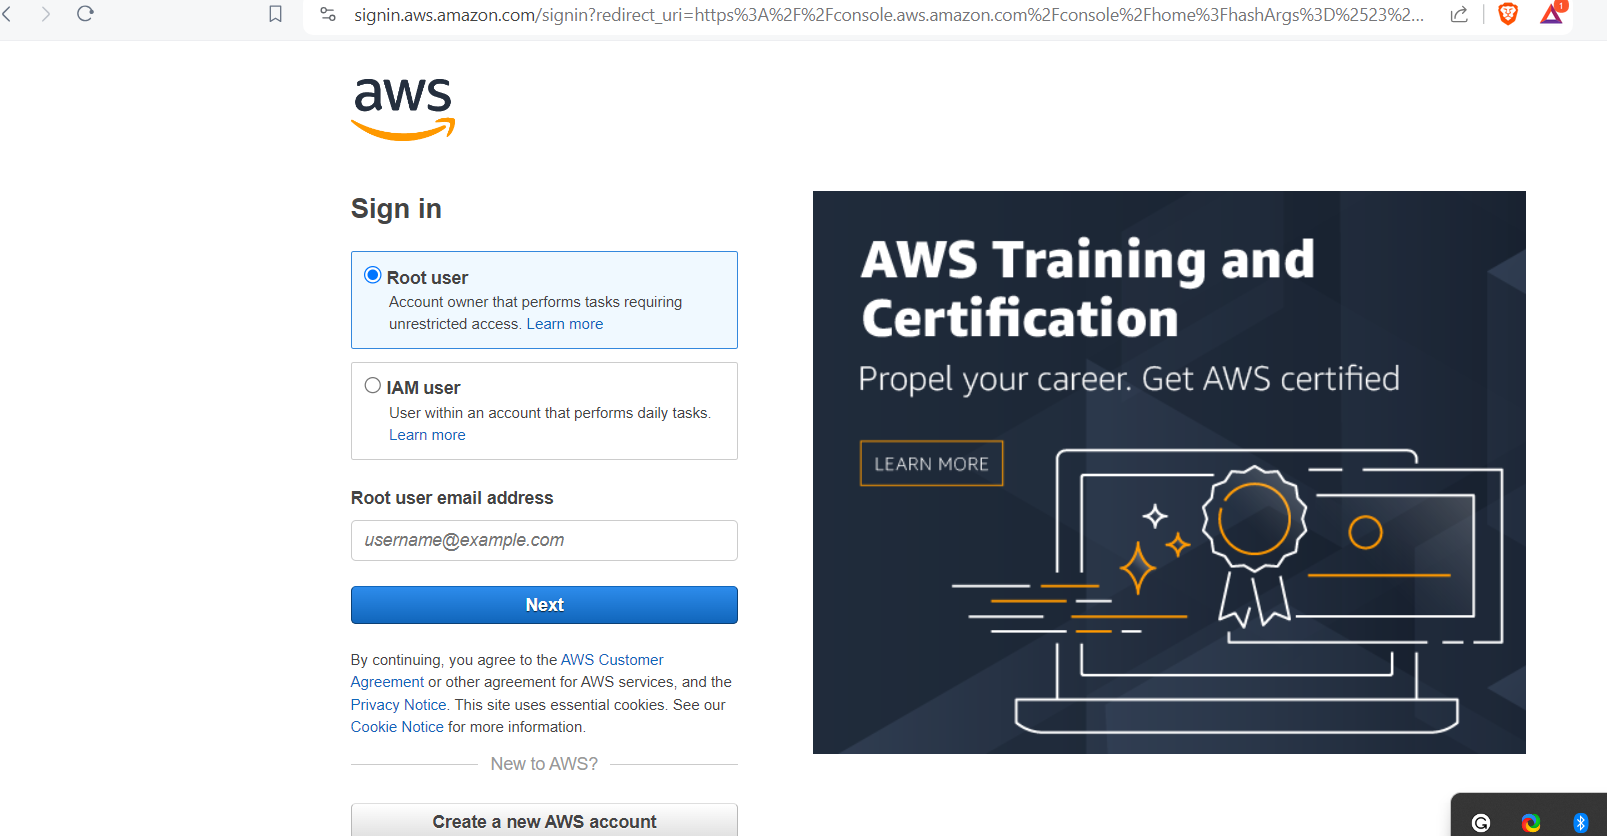 signin.aws.amazon.com/signin?redirect_uri=https%3A%2F%2Fconsole.aws.amazon.com%2Fconsole%2Fhome%3FhashArgs%3D%2523%2...
1
aws
Sign in
Root user
Account owner that performs tasks requiring
unrestricted access. Learn more
IAM user
User within an account that performs daily tasks.
Learn more
Root user email address
username@example.com
Next
By continuing, you agree to the AWS Customer
Agreement or other agreement for AWS services, and the
Privacy Notice. This site uses essential cookies. See our
Cookie Notice for more information.
New to AWS?
Create a new AWS account
AWS Training and
Certification
Propel your career. Get AWS certified
LEARN MORE